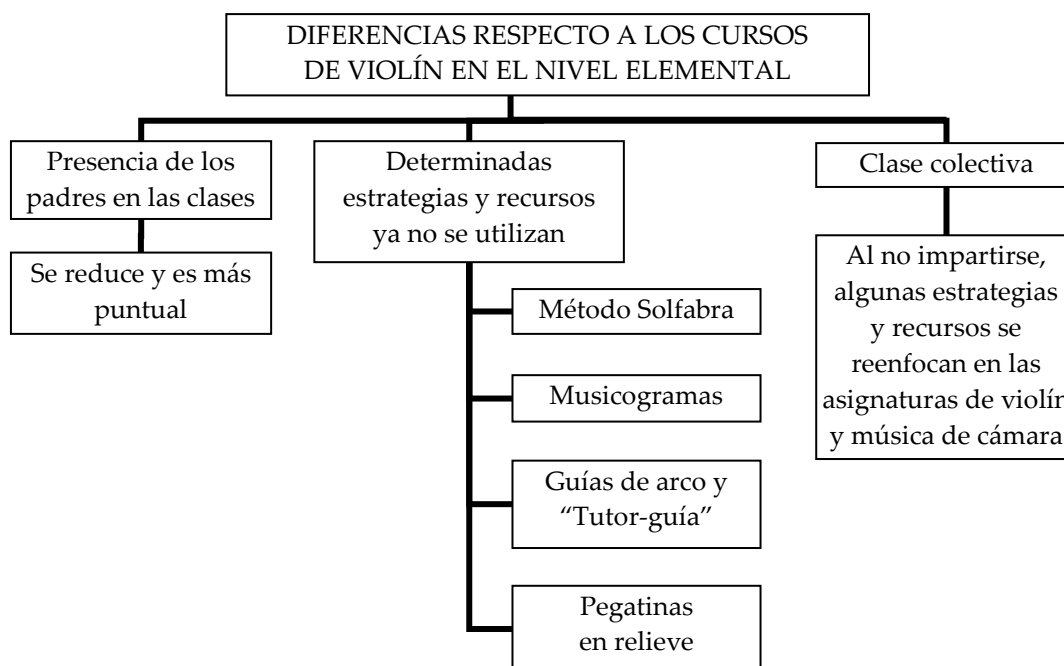 DIFERENCIAS RESPECTO A LOS CURSOS
DE VIOLÍN EN EL NIVEL ELEMENTAL
Presencia de los
padres en las clases
Se reduce y es más
puntual
Determinadas
estrategias y recursos
ya no se utilizan
Método Solfabra
Musicogramas
Guías de arco y
“Tutor-guía”
Pegatinas
en relieve
Clase colectiva
Al no impartirse,
algunas estrategias
y recursos se
reenfocan en las
asignaturas de violín
y música de cámara